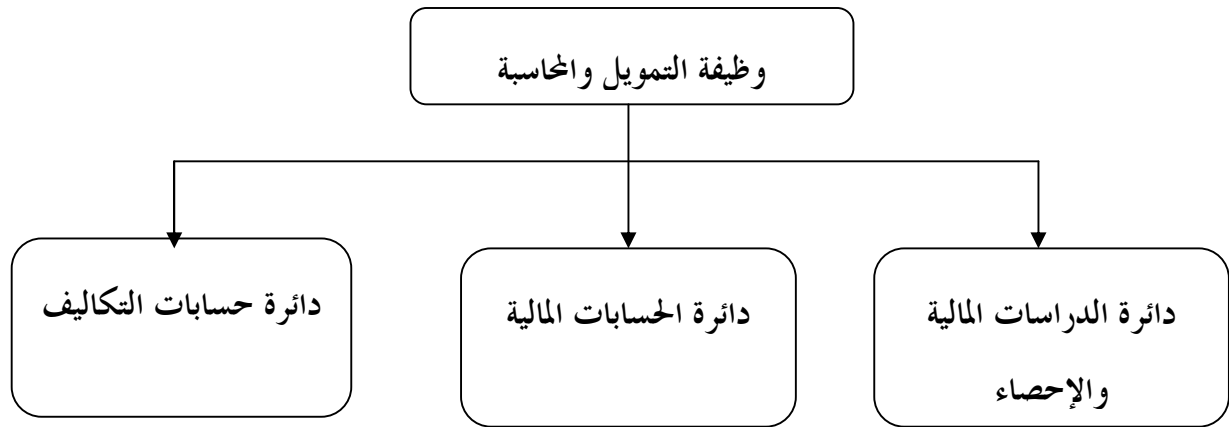 وظيفة التمويل والمحاسبة
دائرة الدراسات المالية
والإحصاء
دائرة الحسابات المالية
دائرة حسابات التكاليف